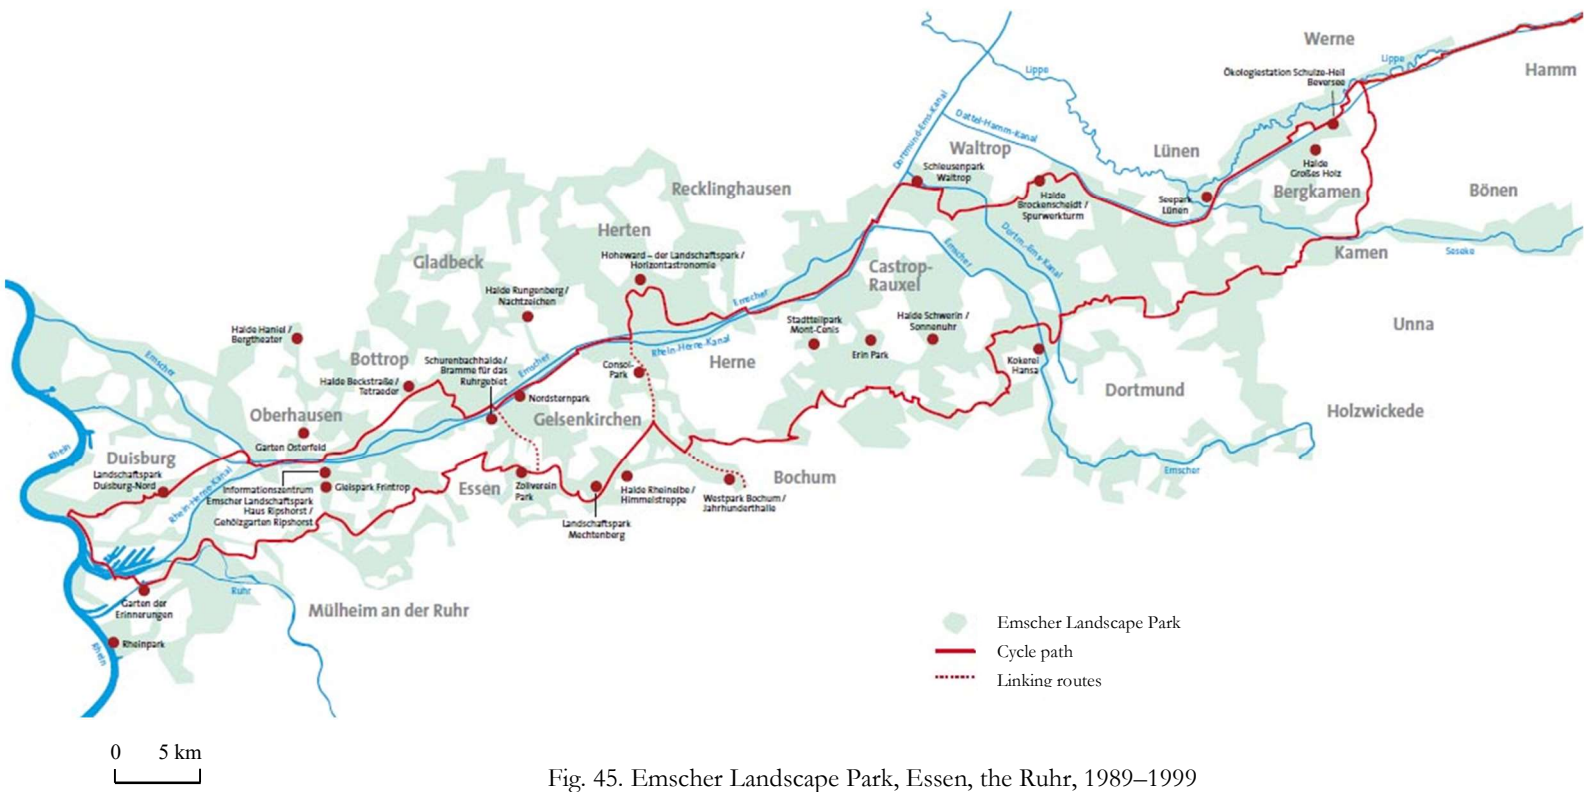 Werne
Lippe
Hamm
Ökologiestation Schulze-Heil
Beversee
Lippe
Dortmund-Ems-Kanal
Dattel-Hamm-Kanal
Waltrop
Lünen
Schleusenpark
Waltrop
Halde
Großes Holz
Bergkamen
Bönen
Recklinghausen
Halde
Brockenscheidt /
Spurwerkturm
Seepark
Lünen
Herten
Dortm.-Ems-Kanal
Emscher
Kamen
Seseke
Gladbeck
Hoheward – der Landschaftspark /
Horizontastronomie
Castrop-
Rauxel
Halde Rungenberg /
Nachtzeichen
Emscher
Stadtteilpark
Mont-Cenis
Halde Schwerin /
Sonnenuhr
Unna
Halde Haniel /
Bergtheater
Emscher
Bottrop
Schurenbachhalde /
Bramme für das
Ruhrgebiet
Emscher
Rhein-Herne-Kanal
Herne
Erin Park
Kokerei
Hansa
Consol-
Park
Halde Beckstraße /
Tetraeder
Nordsternpark
Dortmund
Oberhausen
Gelsenkirchen
Holzwickede
Garten Osterfeld
Rhein
Duisburg
Landschaftspark
Duisburg-Nord
Rhein-Herne-Kanal
Informationszentrum
Emscher Landschaftspark
Haus Ripshorst /
Gehölzgarten Ripshorst
Gleispark Frintrop
Essen
Zollverein
Park
Halde Rheinelbe /
Himmelstreppe
Westpark Bochum /
Jahrhunderthalle
Bochum
Emscher
Landschaftspark
Mechtenberg
Ruhr
Garten der
Erinnerungen
Mülheim an der Ruhr
Rheinpark
Rhein
Emscher Landscape Park
Cycle path
Linking routes
0 5 km
Fig. 45. Emscher Landscape Park, Essen, the Ruhr, 1989–1999